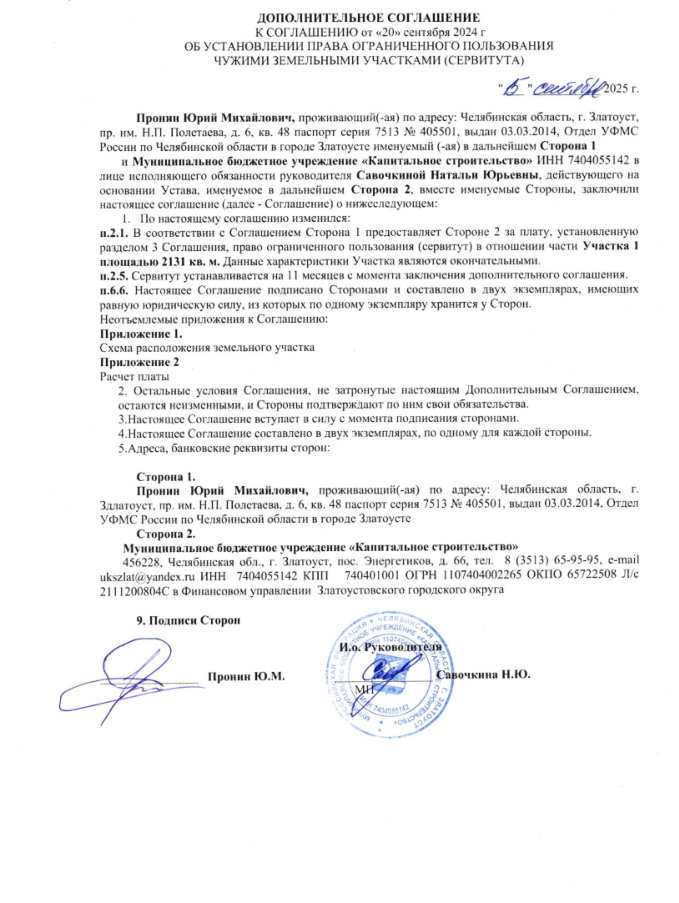 ДОПОЛНИТЕЛЬНОЕ СОГЛАШЕНИЕ
К СОГЛАШЕНИЮ от «20» сентября 2024 г
ОБ УСТАНОВЛЕНИИ ПРАВА ОГРАНИЧЕННОГО ПОЛЬЗОВАНИЯ
ЧУЖИМИ ЗЕМЕЛЬНЫМИ УЧАСТКАМИ (СЕРВИТУТА)
"15" сентября 2025 г.
Пронин Юрий Михайлович, проживающий(-ая) по адресу: Челябинская область, г. Златоуст,
пр. им. Н.П. Полетаева, д. 6, кв. 48 паспорт серия 7513 № 405501, выдан 03.03.2014, Отдел УФМС
России по Челябинской области в городе Златоусте именуемый (-ая) в дальнейшем Сторона 1
и Муниципальное бюджетное учреждение «Капитальное строительство» ИНН 7404055142 в
лице исполняющего обязанности руководителя Савочкиной Натальи Юрьевны, действующего на
основании Устава, именуемое в дальнейшем Сторона 2, вместе именуемые Стороны, заключили
настоящее соглашение (далее - Соглашение) о нижеследующем:
1. По настоящему соглашению изменился:
п.2.1. В соответствии с Соглашением Сторона 1 предоставляет Стороне 2 за плату, установленную
разделом 3 Соглашения, право ограниченного пользования (сервитут) в отношении части Участка 1
площадью 2131 кв. м. Данные характеристики Участка являются окончательными.
п.2.5. Сервитут устанавливается на 11 месяцев с момента заключения дополнительного соглашения.
п.6.6. Настоящее Соглашение подписано Сторонами и составлено в двух экземплярах, имеющих
равную юридическую силу, из которых по одному экземпляру хранится у Сторон.
Неотъемлемые приложения к Соглашению:
Приложение 1.
Схема расположения земельного участка
Приложение 2
Расчет платы
2. Остальные условия Соглашения, не затронутые настоящим Дополнительным Соглашением,
остаются неизменными, и Стороны подтверждают по ним свои обязательства.
3.Настоящее Соглашение вступает в силу с момента подписания сторонами.
4.Настоящее Соглашение составлено в двух экземплярах, по одному для каждой стороны.
5.Адреса, банковские реквизиты сторон:
Сторона 1.
Пронин Юрий Михайлович, проживающий(-ая) по адресу: Челябинская область, г.
Здлатоуст, пр. им. Н.П. Полетаева, д. 6, кв. 48 паспорт серия 7513 № 405501, выдан 03.03.2014, Отдел
УФМС России по Челябинской области в городе Златоусте
Сторона 2.
Муниципальное бюджетное учреждение «Капитальное строительство»
456228, Челябинская обл., г. Златоуст, пос. Энергетиков, д. 66, тел. 8 (3513) 65-95-95, e-mail
ukszlat@yandex.ru ИНН 7404055142 КПП 740401001 ОГРН 1107404002265 ОКПО 65722508 Л/с
2111200804С в Финансовом управлении Златоустовского городского округа
9. Подписи Сторон
И.о. Руководителя
Пронин Ю.М.
Савочкина Н.Ю.
МП